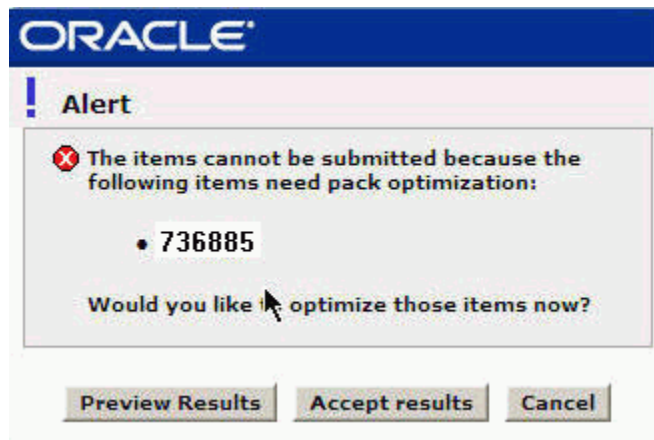 ORACLE
! Alert
The items cannot be submitted because the
following items need pack optimization:
• 736885
Would you like optimize those items now?
Preview Results Accept results Cancel